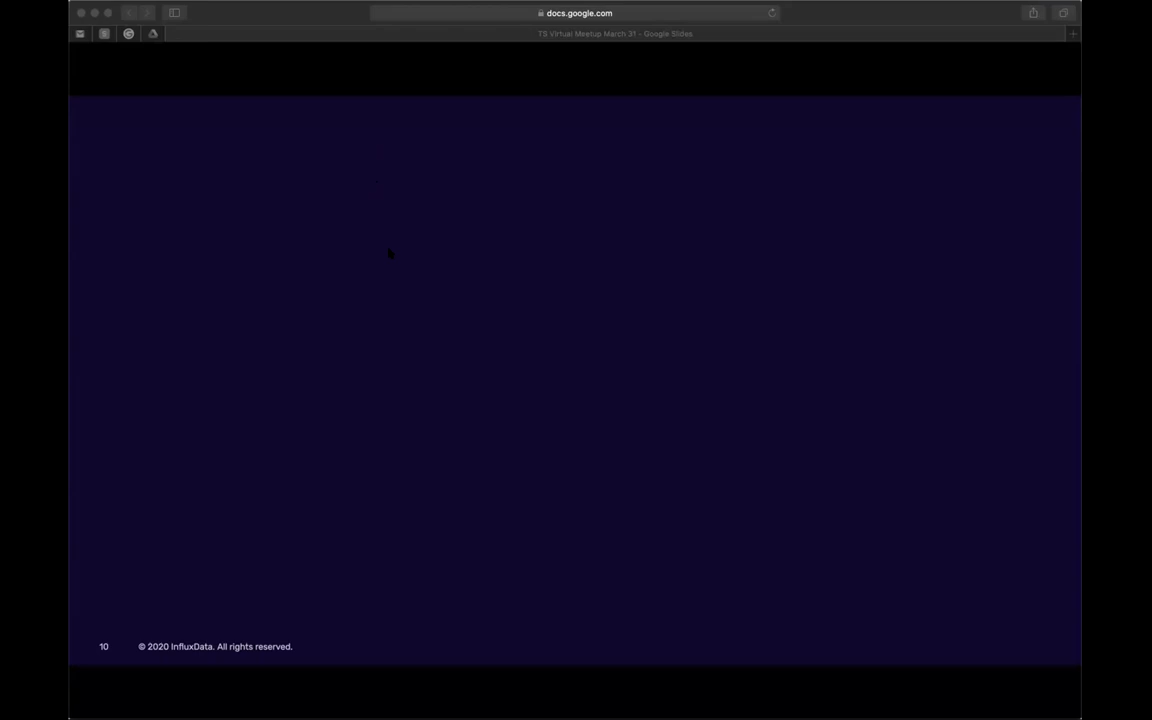 docs.google.com
TS Virtual Meetup March 31 - Google Slides
10
© 2020 InfluxData. All rights reserved.